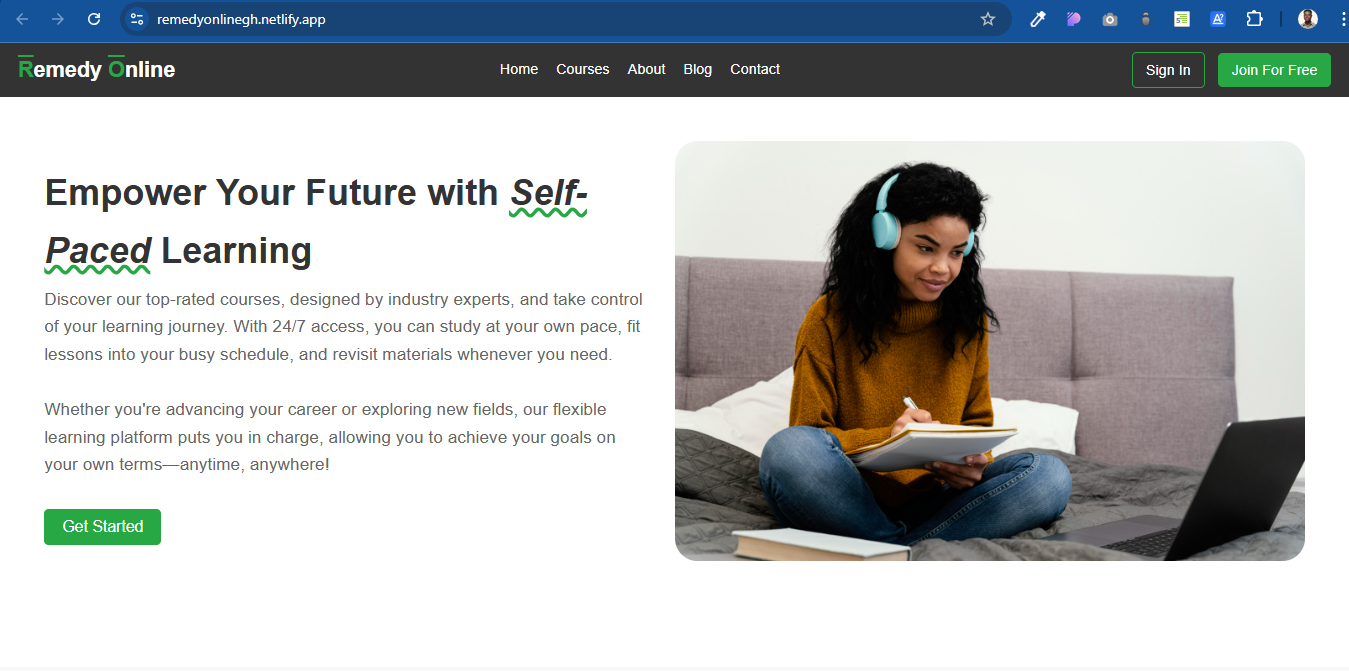 remedyonlinegh.netlify.app
Remedy Online
Home Courses About Blog Contact
Sign In
Join For Free
Empower Your Future with Self-
Paced Learning
Discover our top-rated courses, designed by industry experts, and take control
of your learning journey. With 24/7 access, you can study at your own pace, fit
lessons into your busy schedule, and revisit materials whenever you need.
Whether you're advancing your career or exploring new fields, our flexible
learning platform puts you in charge, allowing you to achieve your goals on
your own terms—anytime, anywhere!
Get Started